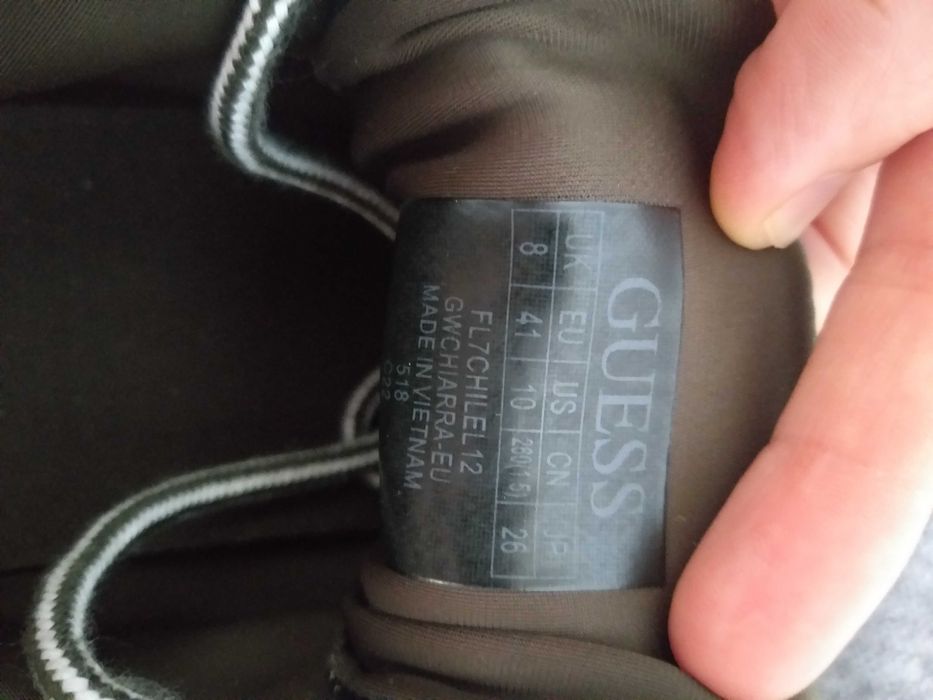 GUESS
UK EU US CN JP
8 41 10 260(1.5) 26
FL7CHILEL12
GWCHIARRA-EU
MADE IN VIETNAM
518